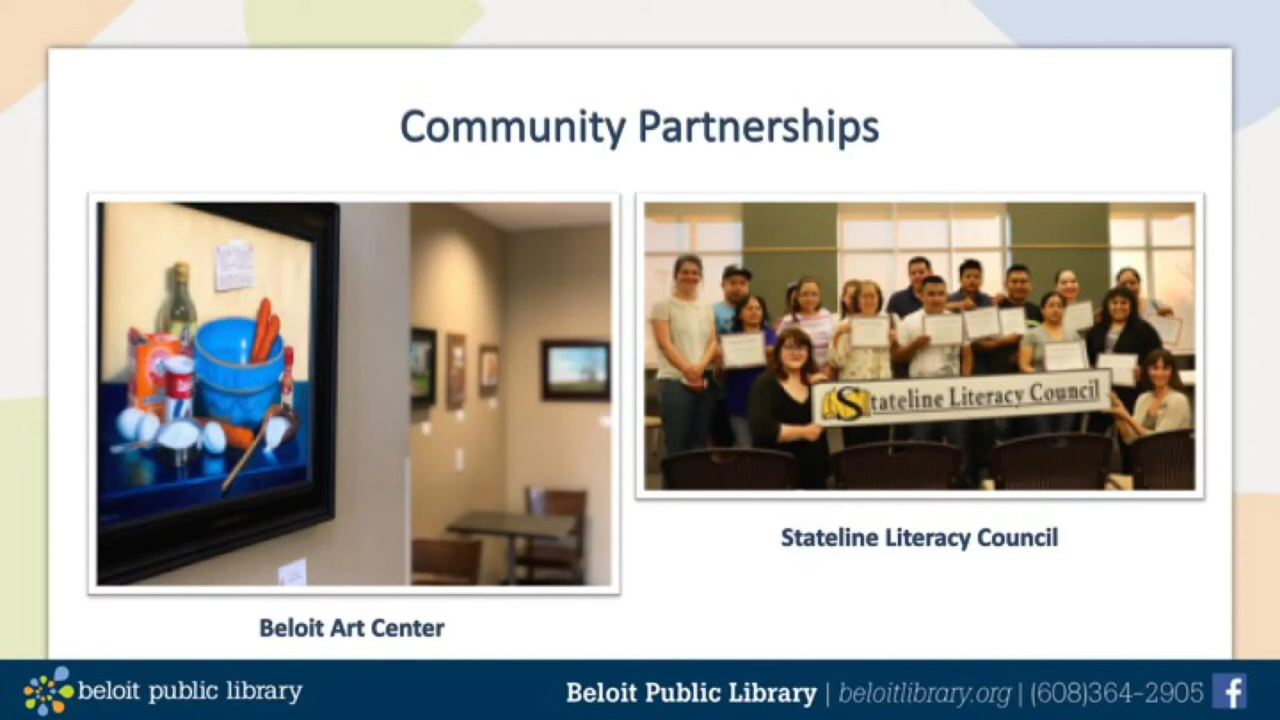 Community Partnerships
Stateline Literacy Council
Stateline Literacy Council
Beloit Art Center
beloit public library
Beloit Public Library | beloitlibrary.org | (608)364-2905 f